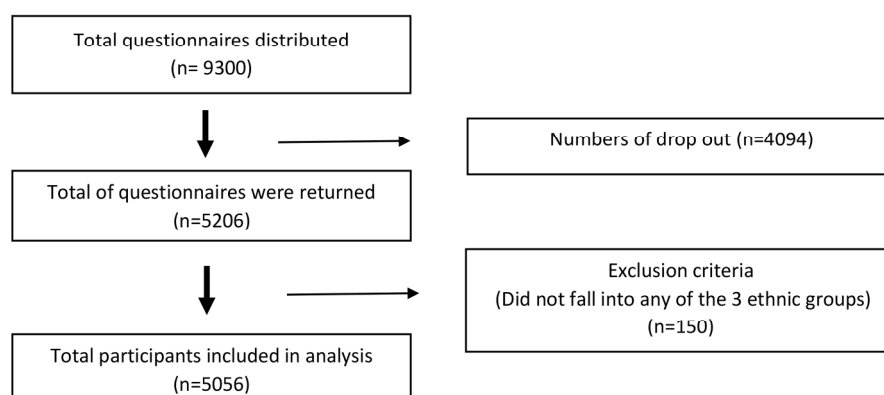 Total questionnaires distributed
(n= 9300)
Numbers of drop out (n=4094)
Total of questionnaires were returned
(n=5206)
Exclusion criteria
(Did not fall into any of the 3 ethnic groups)
(n=150)
Total participants included in analysis
(n=5056)